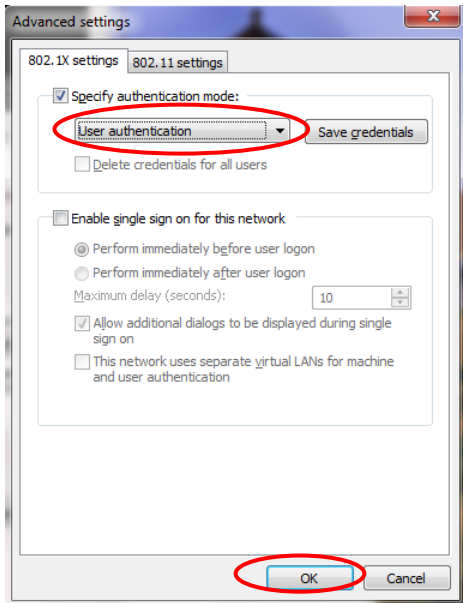 Advanced settings
x
802.1X settings 802.11 settings
Specify authentication mode:
User authentication Save credentials
Delete credentials for all users
Enable single sign on for this network
Perform immediately before user logon
Perform immediately after user logon
Maximum delay (seconds): 10
Allow additional dialogs to be displayed during single
sign on
This network uses separate virtual LANs for machine
and user authentication
OK Cancel